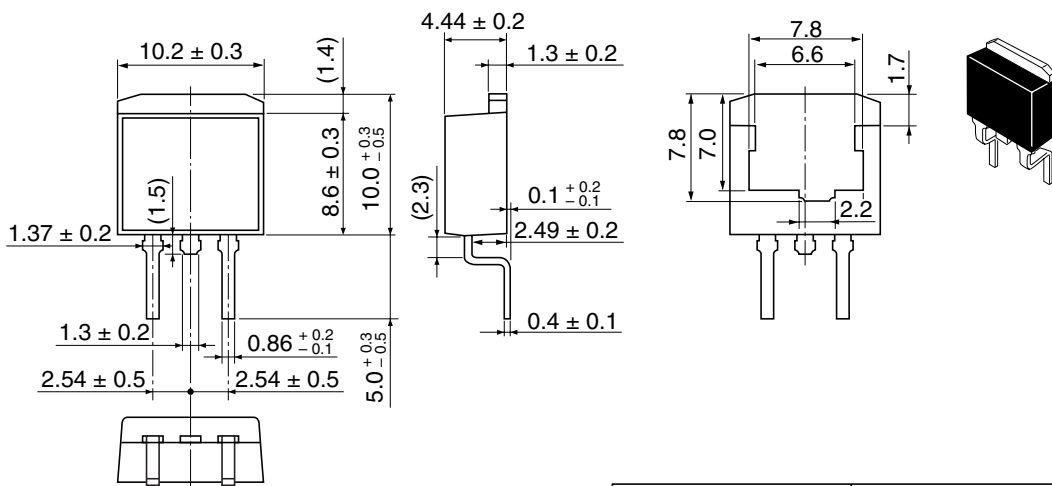 10.2 ± 0.3
(1.4)
8.6 ± 0.3
10.0 + 0.3 − 0.5
(1.5)
1.37 ± 0.2
1.3 ± 0.2
0.86 + 0.2 − 0.1
5.0 + 0.3 − 0.5
2.54 ± 0.5
2.54 ± 0.5
4.44 ± 0.2
1.3 ± 0.2
(2.3)
0.1 + 0.2 − 0.1
2.49 ± 0.2
0.4 ± 0.1
7.8
6.6
1.7
7.8
7.0
2.2